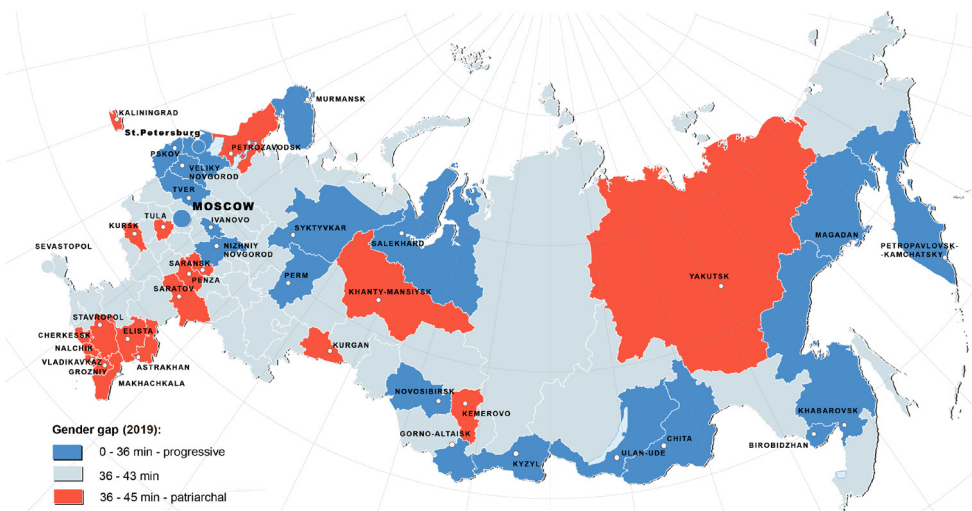 MURMANSK
KALININGRAD
St.Petersburg
PETROZAVODSK
PSKOV
VELIKY
NOVGOROD
TVER
MOSCOW
IVANOVO
TULA
KURSK
SYKTYVKAR
SALEKHARD
MAGADAN
SEVASTOPOL
NIZHNIY
NOVGOROD
PETROPAVLOVSK-
-KAMCHATSKY
SARANSK
PENZA
PERM
YAKUTSK
SARATOV
KHANTY-MANSIYSK
STAVROPOL
ELISTA
CHERKESSK
NALCHIK
KURGAN
VLADIKAVKAZ
ASTRAKHAN
GROZNIY
MAKHACHKALA
NOVOSIBIRSK
KEMEROVO
KHABAROVSK
Gender gap (2019):
GORNO-ALTAISK
CHITA
BIROBIDZHAN
0 - 36 min - progressive
ULAN-UDE
KYZYL
36 - 43 min
36 - 45 min - patriarchal